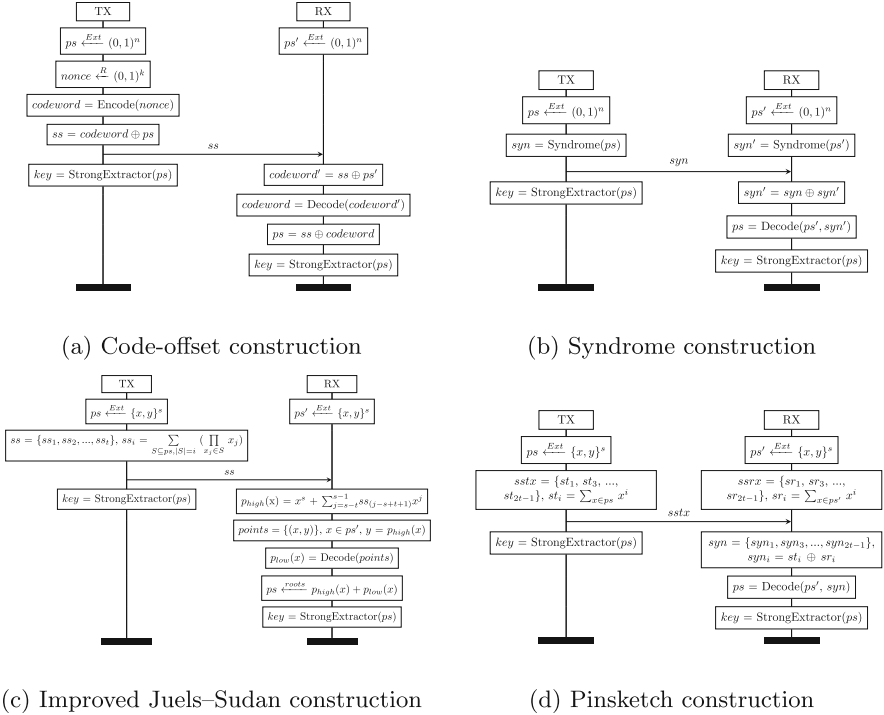 TX
RX
ps ←Ext (0,1)^n
ps′ ←Ext (0,1)^n
nonce ←R (0,1)^k
codeword = Encode(nonce)
ss = codeword ⊕ ps
ss
key = StrongExtractor(ps)
codeword′ = ss ⊕ ps′
codeword = Decode(codeword′)
ps = ss ⊕ codeword
key = StrongExtractor(ps)
(a) Code-offset construction
TX
RX
ps ←Ext (0,1)^n
ps′ ←Ext (0,1)^n
syn = Syndrome(ps)
syn′ = Syndrome(ps′)
syn
key = StrongExtractor(ps)
syn′ = syn ⊕ syn′
ps = Decode(ps′, syn′)
key = StrongExtractor(ps)
(b) Syndrome construction
TX
RX
ps ←Ext {x, y}^s
ps′ ←Ext {x, y}^s
ss = {ss_1, ss_2, ..., ss_t}, ss_i = ∑_{S⊆ps,|S|=i} (∏_{x_j∈S} x_j)
ss
key = StrongExtractor(ps)
p_high(x) = x^s + ∑_{j=s-t}^{s-1} ss_(j-s+t+1)x^j
points = {(x, y)}, x ∈ ps′, y = p_high(x)
p_low(x) = Decode(points)
ps ←roots p_high(x) + p_low(x)
key = StrongExtractor(ps)
(c) Improved Juels–Sudan construction
TX
RX
ps ←Ext {x, y}^s
ps′ ←Ext {x, y}^s
sstx = {st_1, st_3, ...,
st_2t−1}, st_i = ∑_{x∈ps} x^i
ssrx = {sr_1, sr_3, ...,
sr_2t−1}, sr_i = ∑_{x∈ps′} x^i
sstx
key = StrongExtractor(ps)
syn = {syn_1, syn_3, ..., syn_2t−1},
syn_i = st_i ⊕ sr_i
ps = Decode(ps′, syn)
key = StrongExtractor(ps)
(d) Pinsketch construction